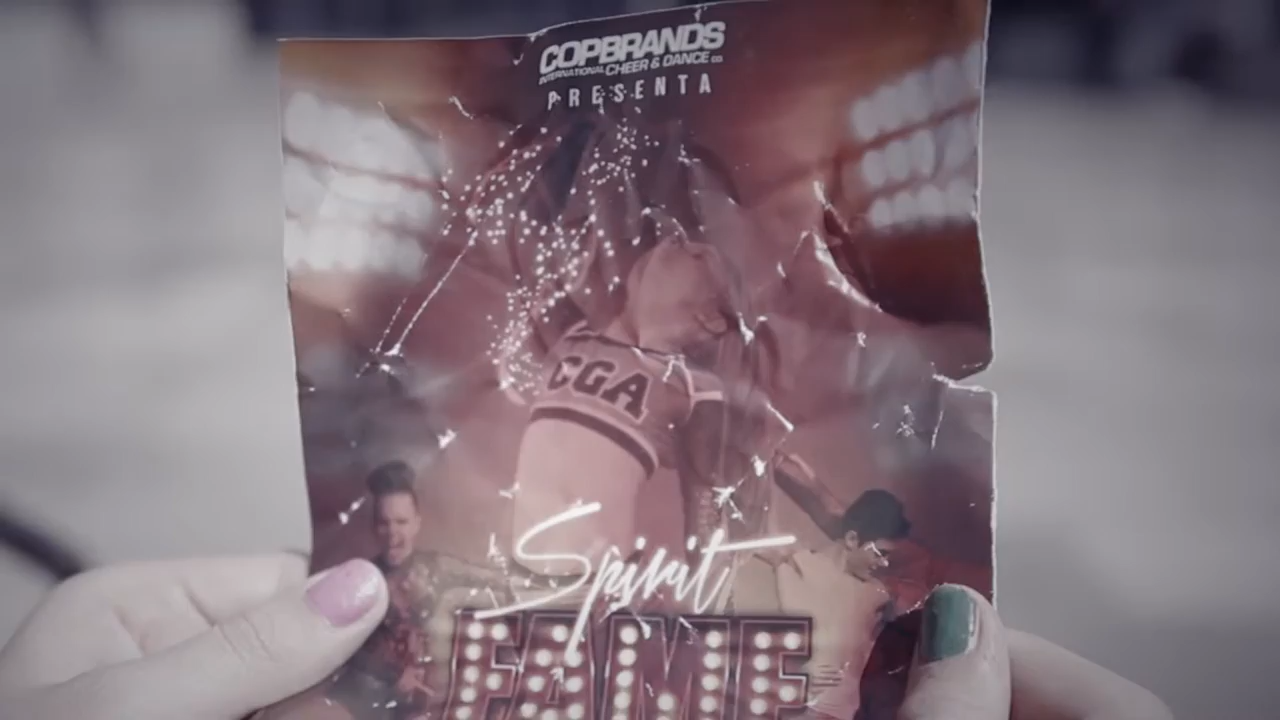 COPBRANDS
INTERNATIONAL CHEER & DANCE CO
PRESENTA
CGA
Spirit
FAME